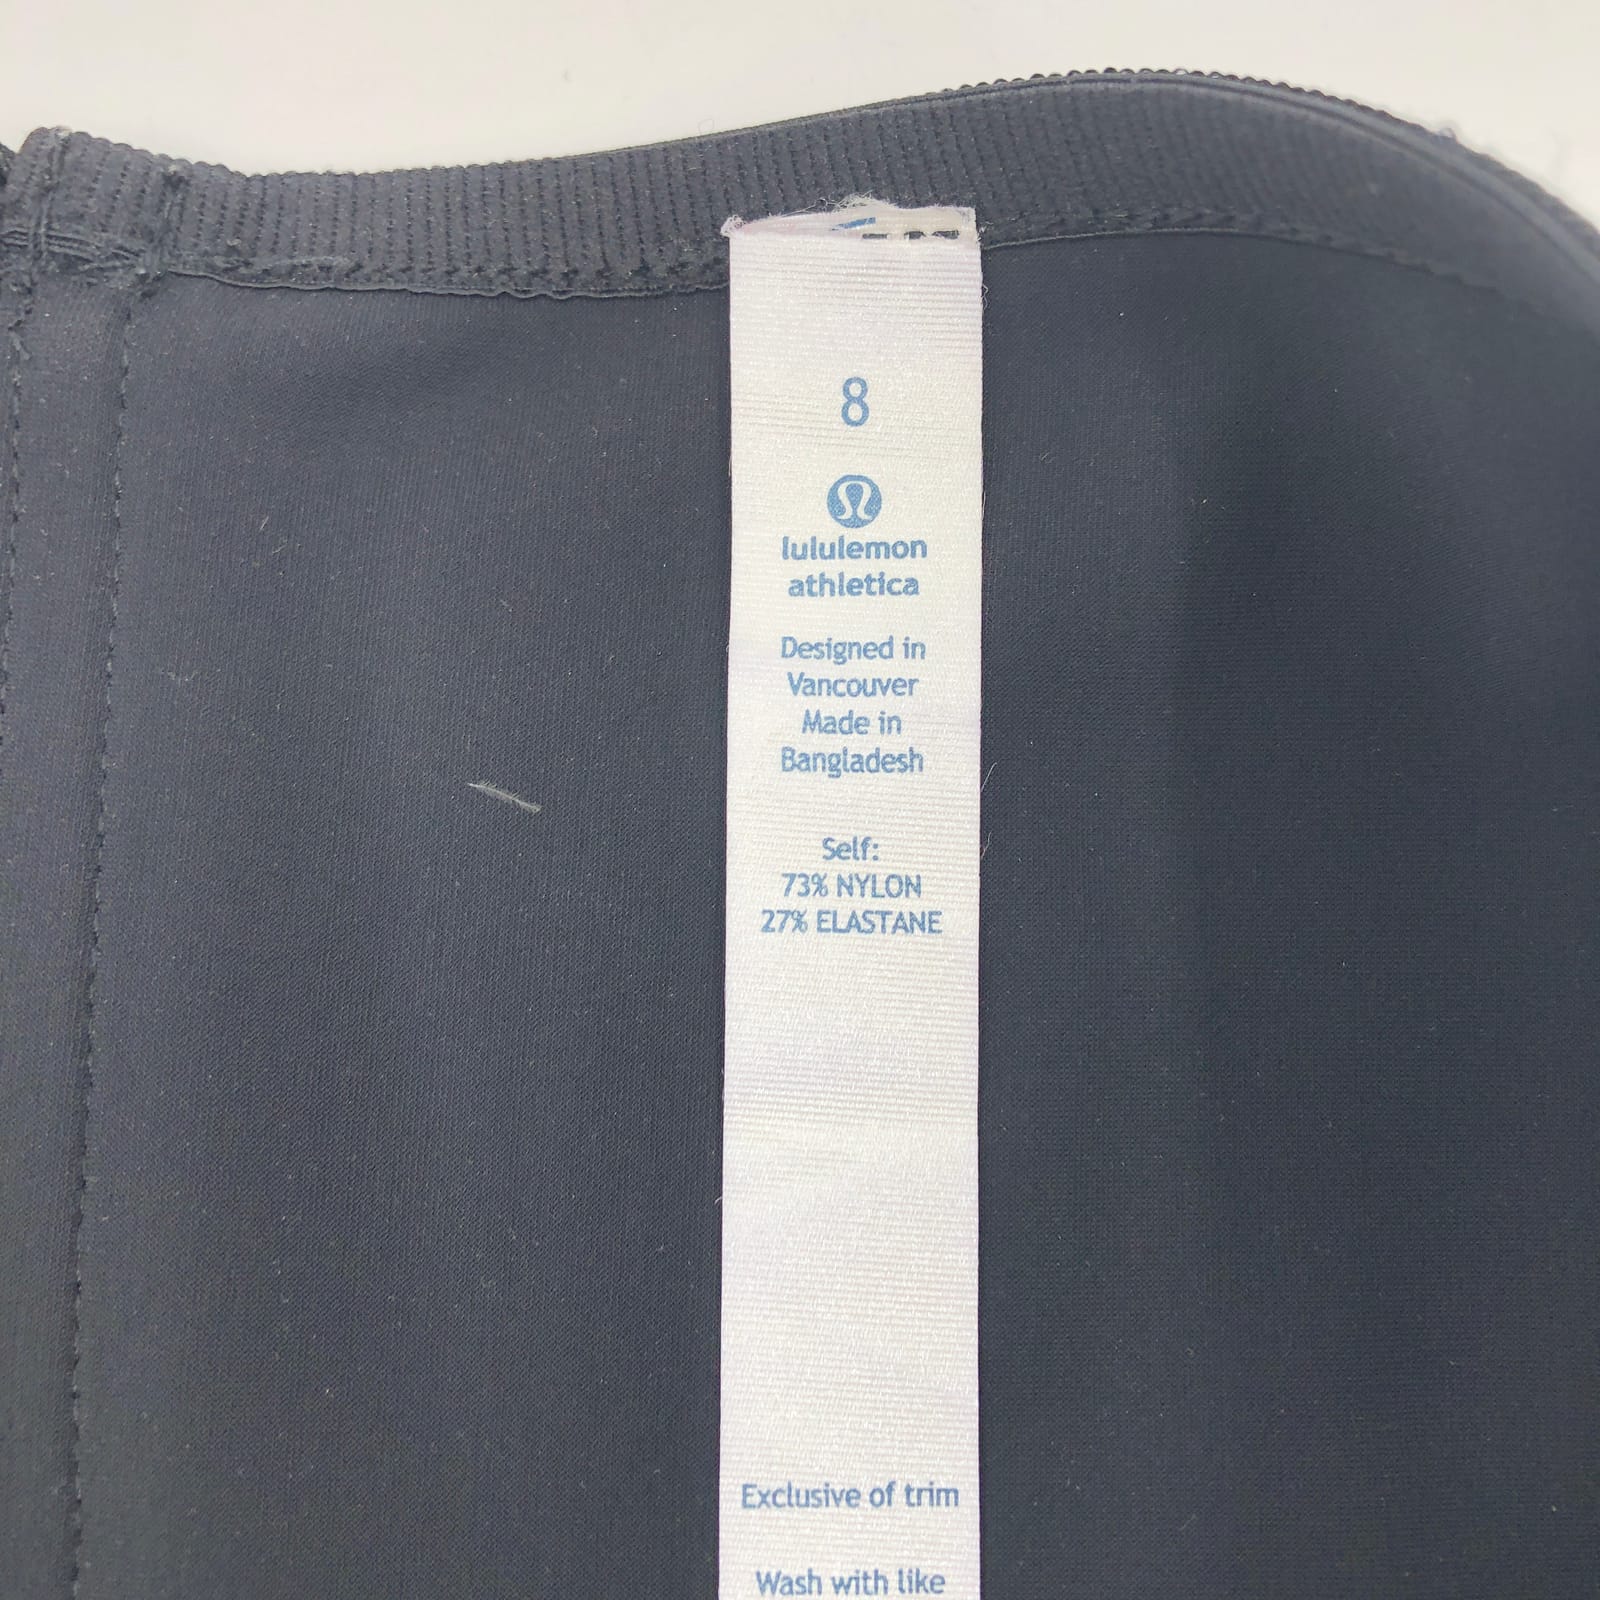 8
lululemon
athletica
Designed in
Vancouver
Made in
Bangladesh
Self:
73% NYLON
27% ELASTANE
Exclusive of trim
Wash with like